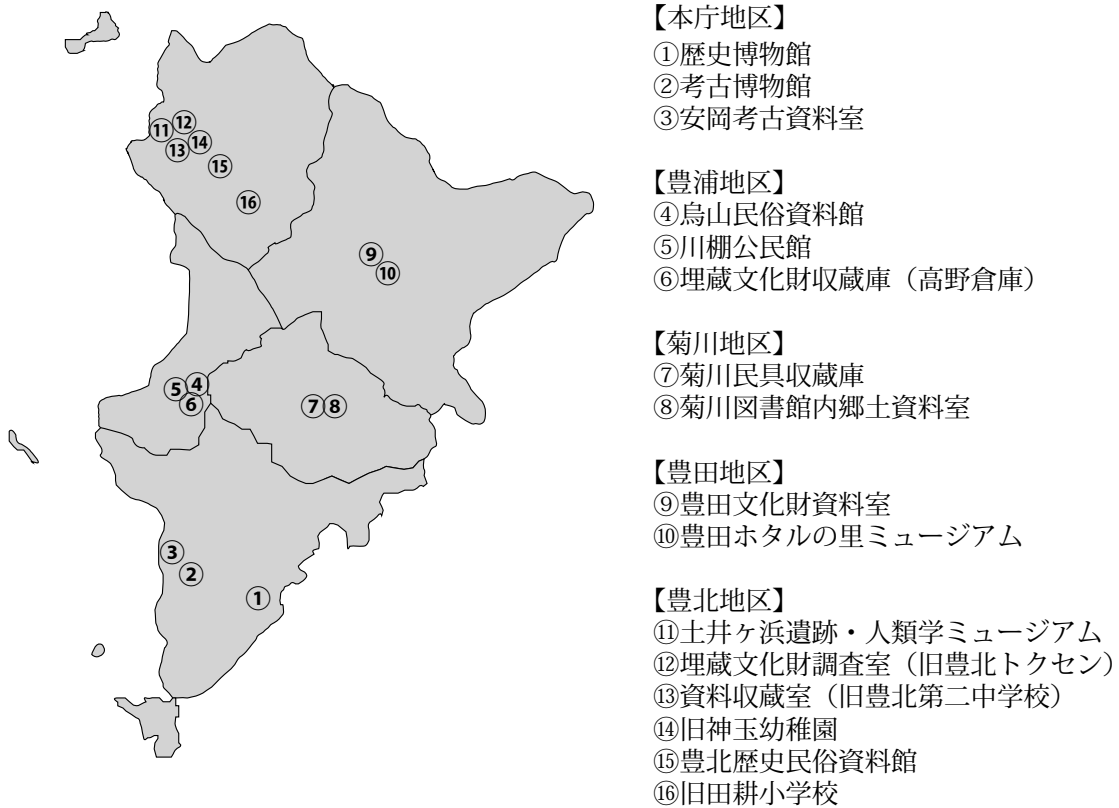 【本庁地区】
①歴史博物館
②考古博物館
③安岡考古資料室
【豊浦地区】
④烏山民俗資料館
⑤川棚公民館
⑥埋蔵文化財収蔵庫（高野倉庫）
【菊川地区】
⑦菊川民具収蔵庫
⑧菊川図書館内郷土資料室
【豊田地区】
⑨豊田文化財資料室
⑩豊田ホタルの里ミュージアム
【豊北地区】
⑪土井ヶ浜遺跡・人類学ミュージアム
⑫埋蔵文化財調査室（旧豊北トクセン）
⑬資料収蔵室（旧豊北第二中学校）
⑭旧神玉幼稚園
⑮豊北歴史民俗資料館
⑯旧田耕小学校
⑫
⑪
⑭
⑬
⑮
⑯
⑨
⑩
④
⑤
⑥
⑦
⑧
③
②
①